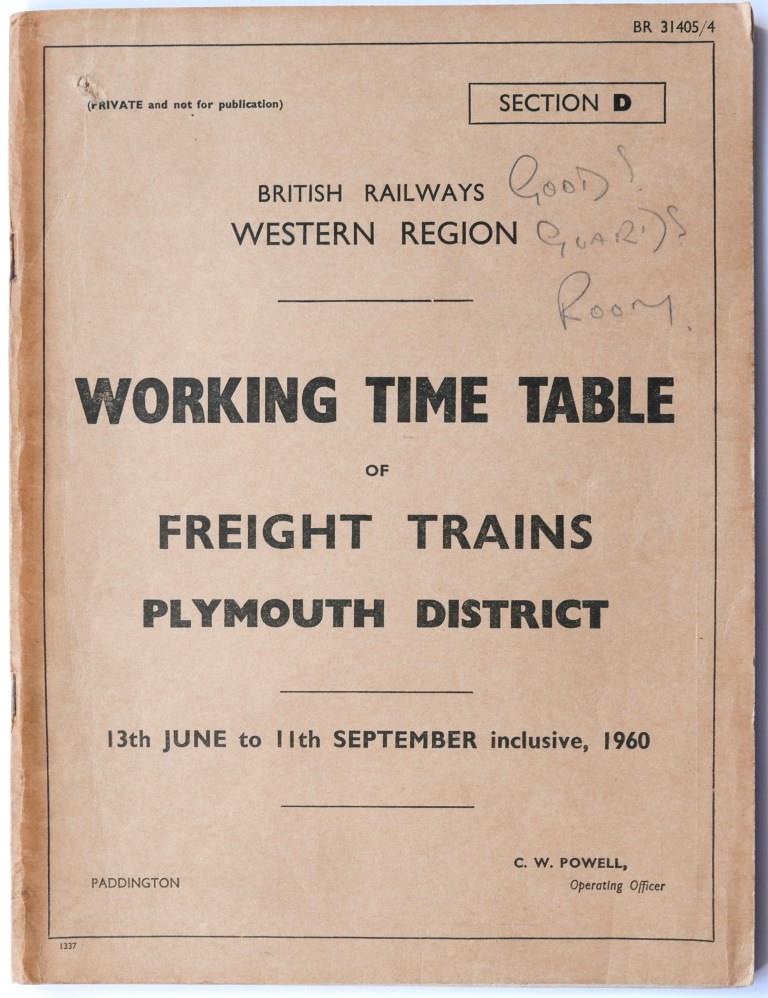 BR 31405/4
(PRIVATE and not for publication)
SECTION D
BRITISH RAILWAYS
WESTERN REGION
GOODS
GUARDS
ROOM.
WORKING TIME TABLE
OF
FREIGHT TRAINS
PLYMOUTH DISTRICT
13th JUNE to 11th SEPTEMBER inclusive, 1960
C. W. POWELL,
PADDINGTON
Operating Officer
1337